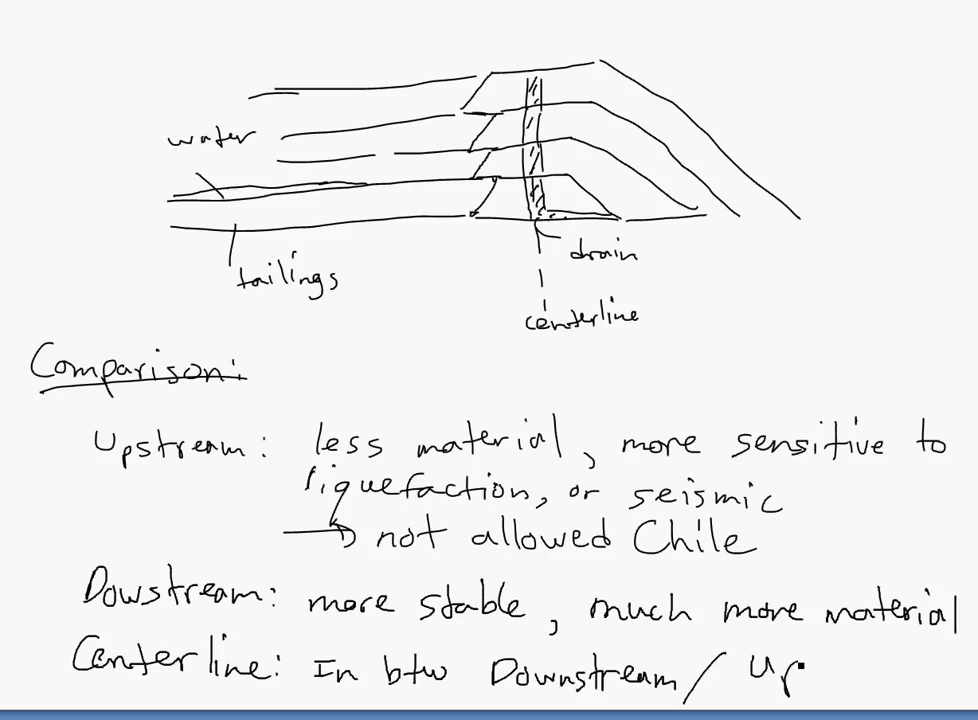 water
tailings
drain
centerline
Comparison:
Upstream: less material, more sensitive to
liquefaction, or seismic
→ not allowed Chile
Dowstream: more stable, much more material
Centerline: In btw Downstream/ Up